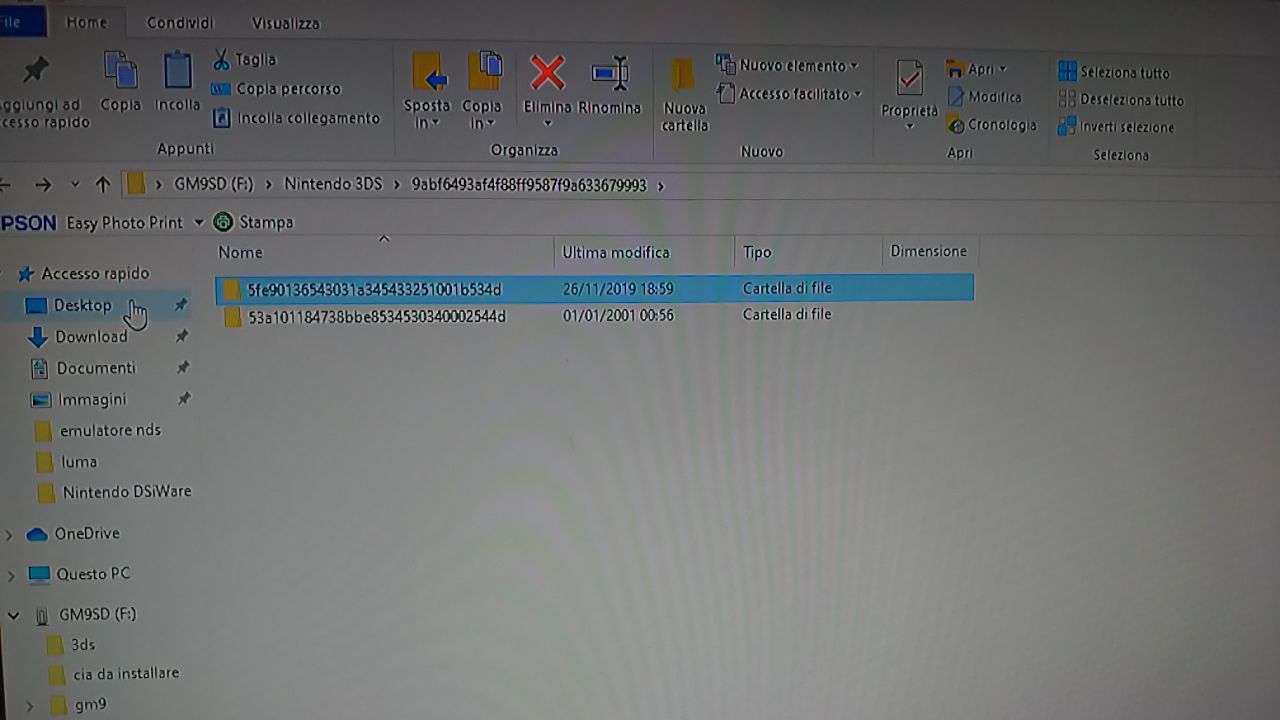 File Home Condividi Visualizza
Aggiungi ad
accesso rapido
Copia
Incolla
Taglia
Copia percorso
Incolla collegamento
Appunti
Sposta
in
Copia
in
Elimina
Rinomina
Organizza
Nuova
cartella
Nuovo elemento
Accesso facilitato
Nuovo
Proprietà
Apri
Modifica
Cronologia
Apri
Seleziona tutto
Deseleziona tutto
Inverti selezione
Seleziona
GM9SD (F:) > Nintendo 3DS > 9abf6493af4f88ff9587f9a633679993 >
PSON Easy Photo Print Stampa
Nome Ultima modifica Tipo Dimensione
5fe90136543031a345433251001b534d 26/11/2019 18:59 Cartella di file
53a101184738bbe8534530340002544d 01/01/2001 00:56 Cartella di file
Accesso rapido
Desktop
Download
Documenti
Immagini
emulatore nds
luma
Nintendo DSiWare
OneDrive
Questo PC
GM9SD (F:)
3ds
cia da installare
gm9